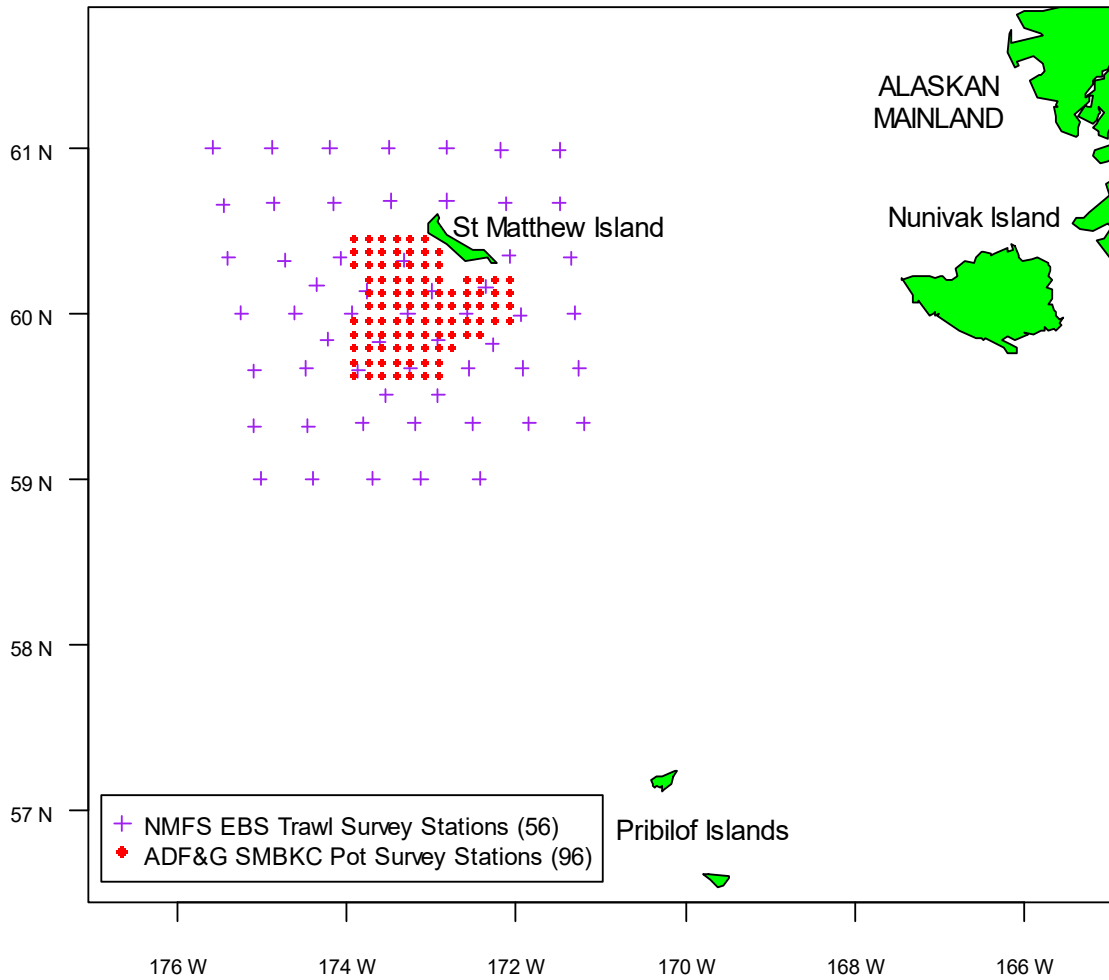 ALASKAN
MAINLAND
61 N
Nunivak Island
St Matthew Island
60 N
59 N
58 N
57 N
NMFS EBS Trawl Survey Stations (56)
Pribilof Islands
ADF&G SMBKC Pot Survey Stations (96)
176 W 174 W 172 W 170 W 168 W 166 W